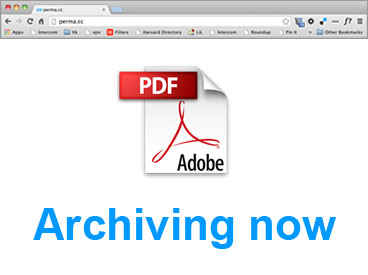 perma.cc
perma.cc
Apps Intercom ltk vpn Filters Harvard Directory LIL Intercom Roundup Pin It » Other Bookmarks
PDF
Adobe
Archiving now